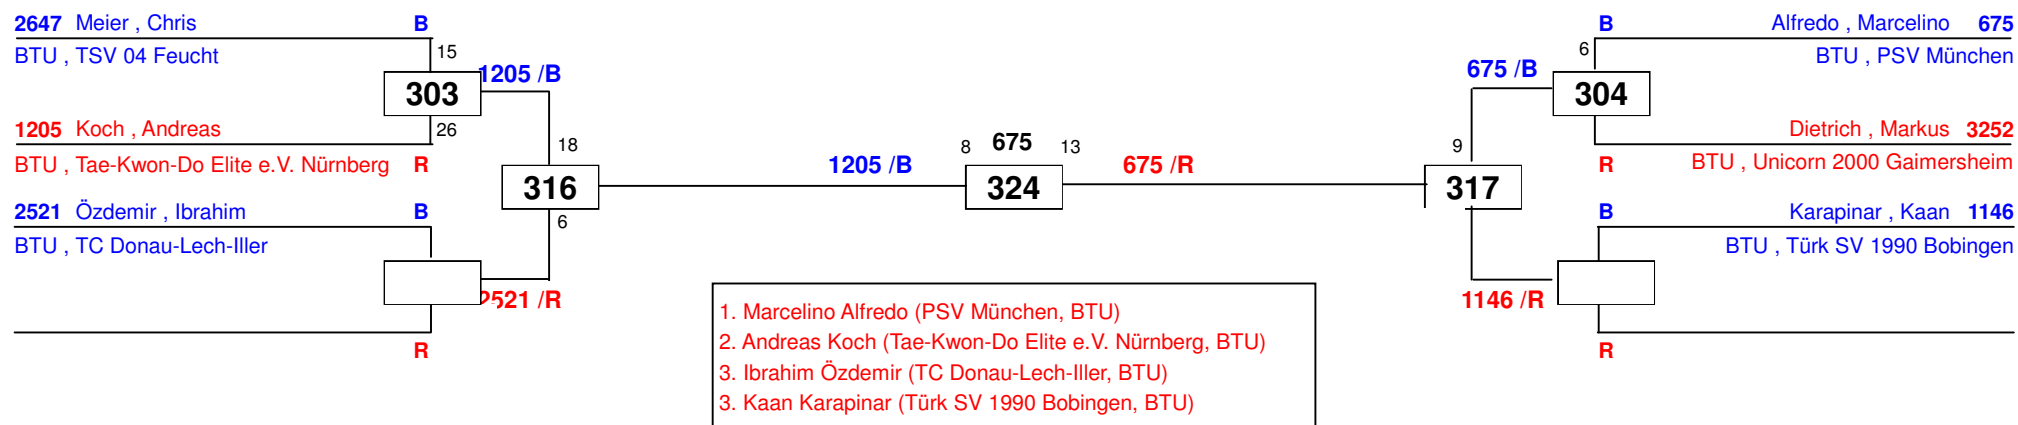 2647 Meier , Chris B
BTU , TSV 04 Feucht
15
1205 /B
303
26
1205 Koch , Andreas
BTU , Tae-Kwon-Do Elite e.V. Nürnberg R
2521 Özdemir , Ibrahim B
BTU , TC Donau-Lech-Iller
2521 /R
R
18
316
6
1205 /B
8 675 13
324
675 /R
9
317
675 /B
1146 /R
B Alfredo , Marcelino 675
6
BTU , PSV München
304
Dietrich , Markus 3252
R BTU , Unicorn 2000 Gaimersheim
B Karapinar , Kaan 1146
BTU , Türk SV 1990 Bobingen
R
1. Marcelino Alfredo (PSV München, BTU)
2. Andreas Koch (Tae-Kwon-Do Elite e.V. Nürnberg, BTU)
3. Ibrahim Özdemir (TC Donau-Lech-Iller, BTU)
3. Kaan Karapinar (Türk SV 1990 Bobingen, BTU)